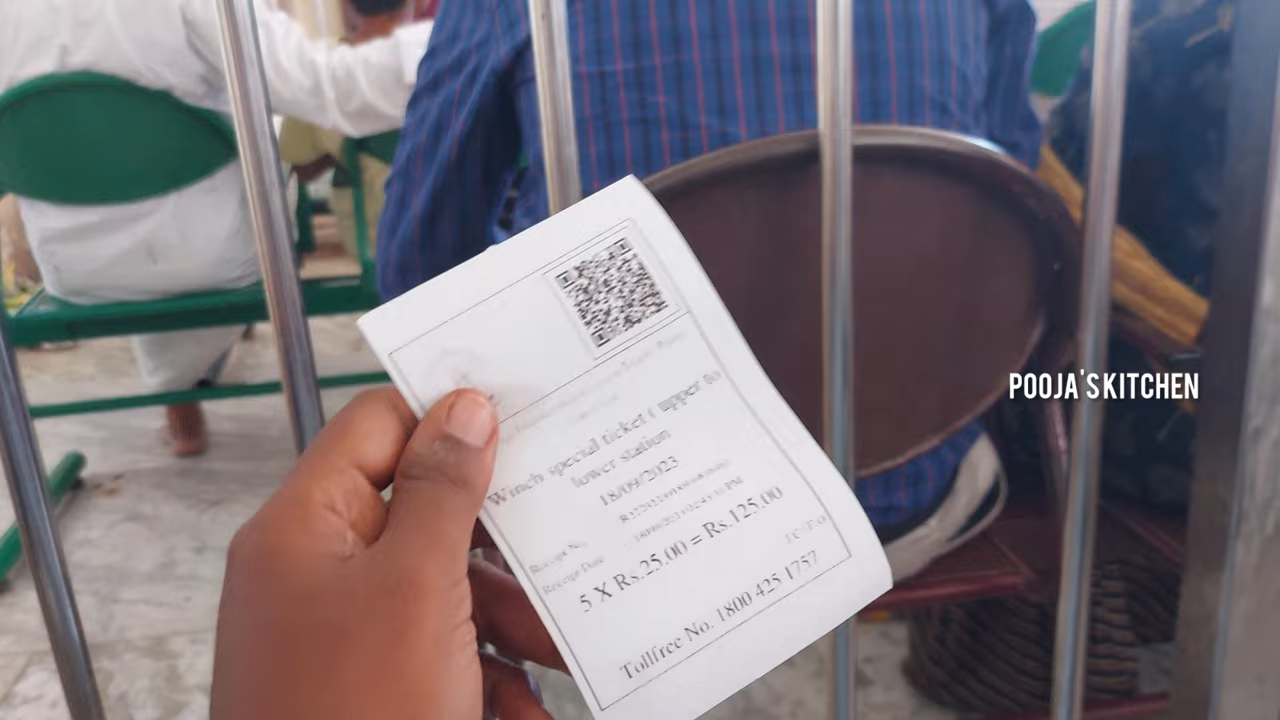 Winch special ticket ( upper to
lower station
18/09/2023
Receipt No.
Receipt Date
5 X Rs.25.00 = Rs.125.00
Tollfree No. 1800 425 1757
POOJA'S KITCHEN